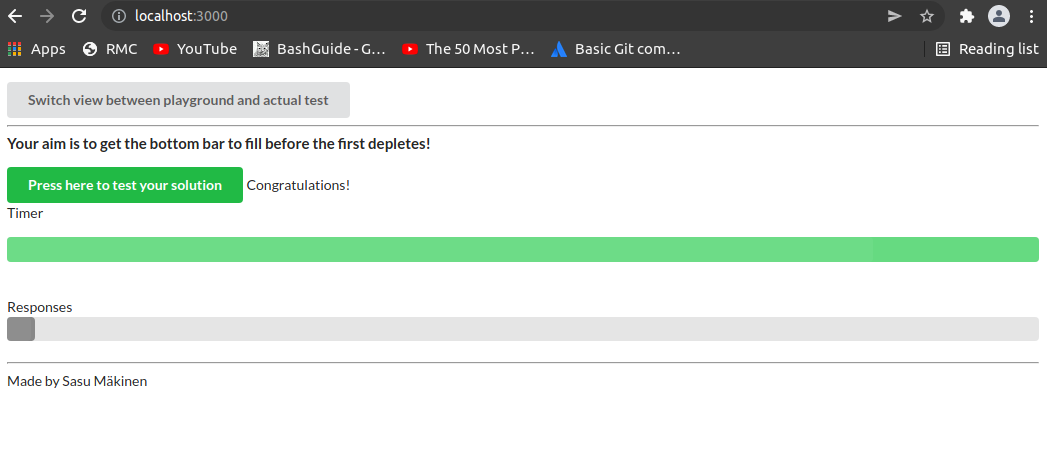 localhost:3000
Apps RMC YouTube BashGuide - G... The 50 Most P... Basic Git com... Reading list
Switch view between playground and actual test
Your aim is to get the bottom bar to fill before the first depletes!
Press here to test your solution Congratulations!
Timer
Responses
Made by Sasu Mäkinen